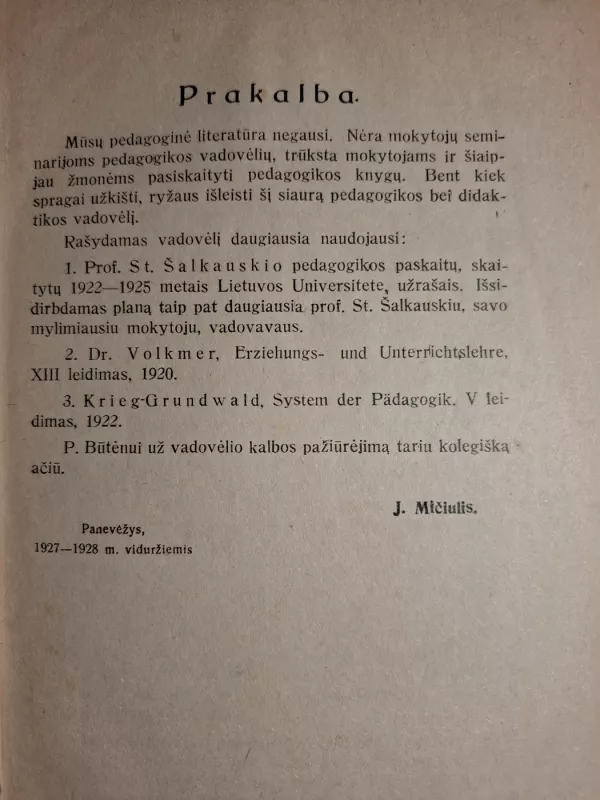 Prakalba.
Mūsų pedagoginė literatūra negausi. Nėra mokytojų semi-
narijoms pedagogikos vadovėlių, trūksta mokytojams ir šiaip-
jau žmonėms pasiskaityti pedagogikos knygų. Bent kiek
spragai užkišti, ryžaus išleisti šį siaurą pedagogikos bei didak-
tikos vadovėlį.
Rašydamas vadovėlį daugiausia naudojausi:
1. Prof. St. Šalkauskio pedagogikos paskaitų, skai-
tytų 1922—1925 metais Lietuvos Universitete, užrašais. Išsi-
dirbdamas planą taip pat daugiausia prof. St. Šalkauskiu, savo
mylimiausiu mokytoju, vadovavaus.
2. Dr. Volkmer, Erziehungs- und Unterrichtslehre,
XIII leidimas, 1920.
3. Krieg-Grundwald, System der Pädagogik. V lei-
dimas, 1922.
P. Būtėnui už vadovėlio kalbos pažiūrėjimą tariu kolegišką
ačiū.
J. Mičiulis.
Panevėžys,
1927—1928 m. viduržiemis